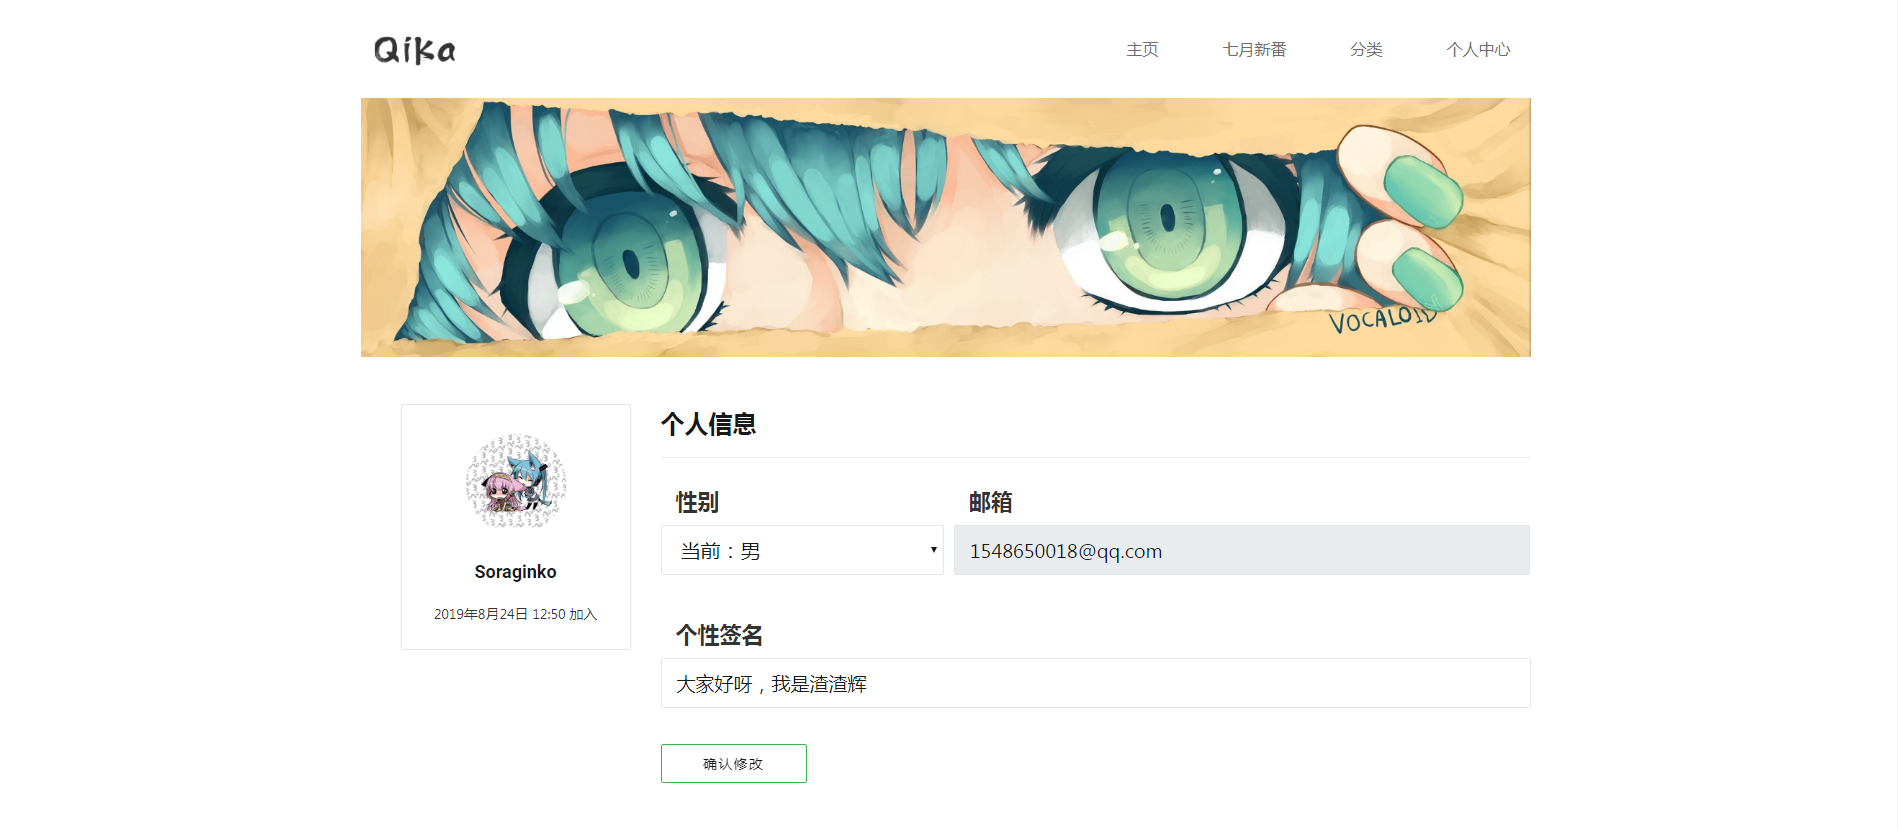 Qika
主页 七月新番 分类 个人中心
VOCALOID
Soraginko
2019年8月24日 12:50 加入
个人信息
性别 邮箱
当前：男 1548650018@qq.com
个性签名
大家好呀，我是渣渣辉
确认修改